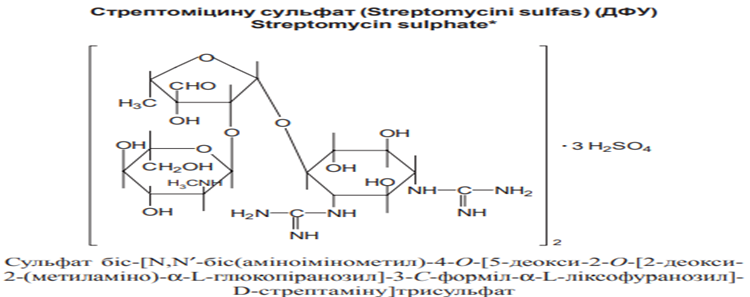 Стрептоміцину сульфат (Streptomycini sulfas) (ДФУ)
Streptomycin sulphate*
O
CHO
H₃C
OH
O
O
OH
O
CH₂OH
H₃CNH
OH
OH
OH
HO
NH
C
NH₂
NH
H₂N
C
NH
NH
2
· 3 H₂SO₄
Сульфат біс-[N,N′-біс(аміноімінометил)-4-O-[5-деокси-2-O-[2-деокси-
2-(метиламіно)-α-L-глюкопіранозил]-3-C-форміл-α-L-ліксофуранозил]-
D-стрептаміну]трисульфат